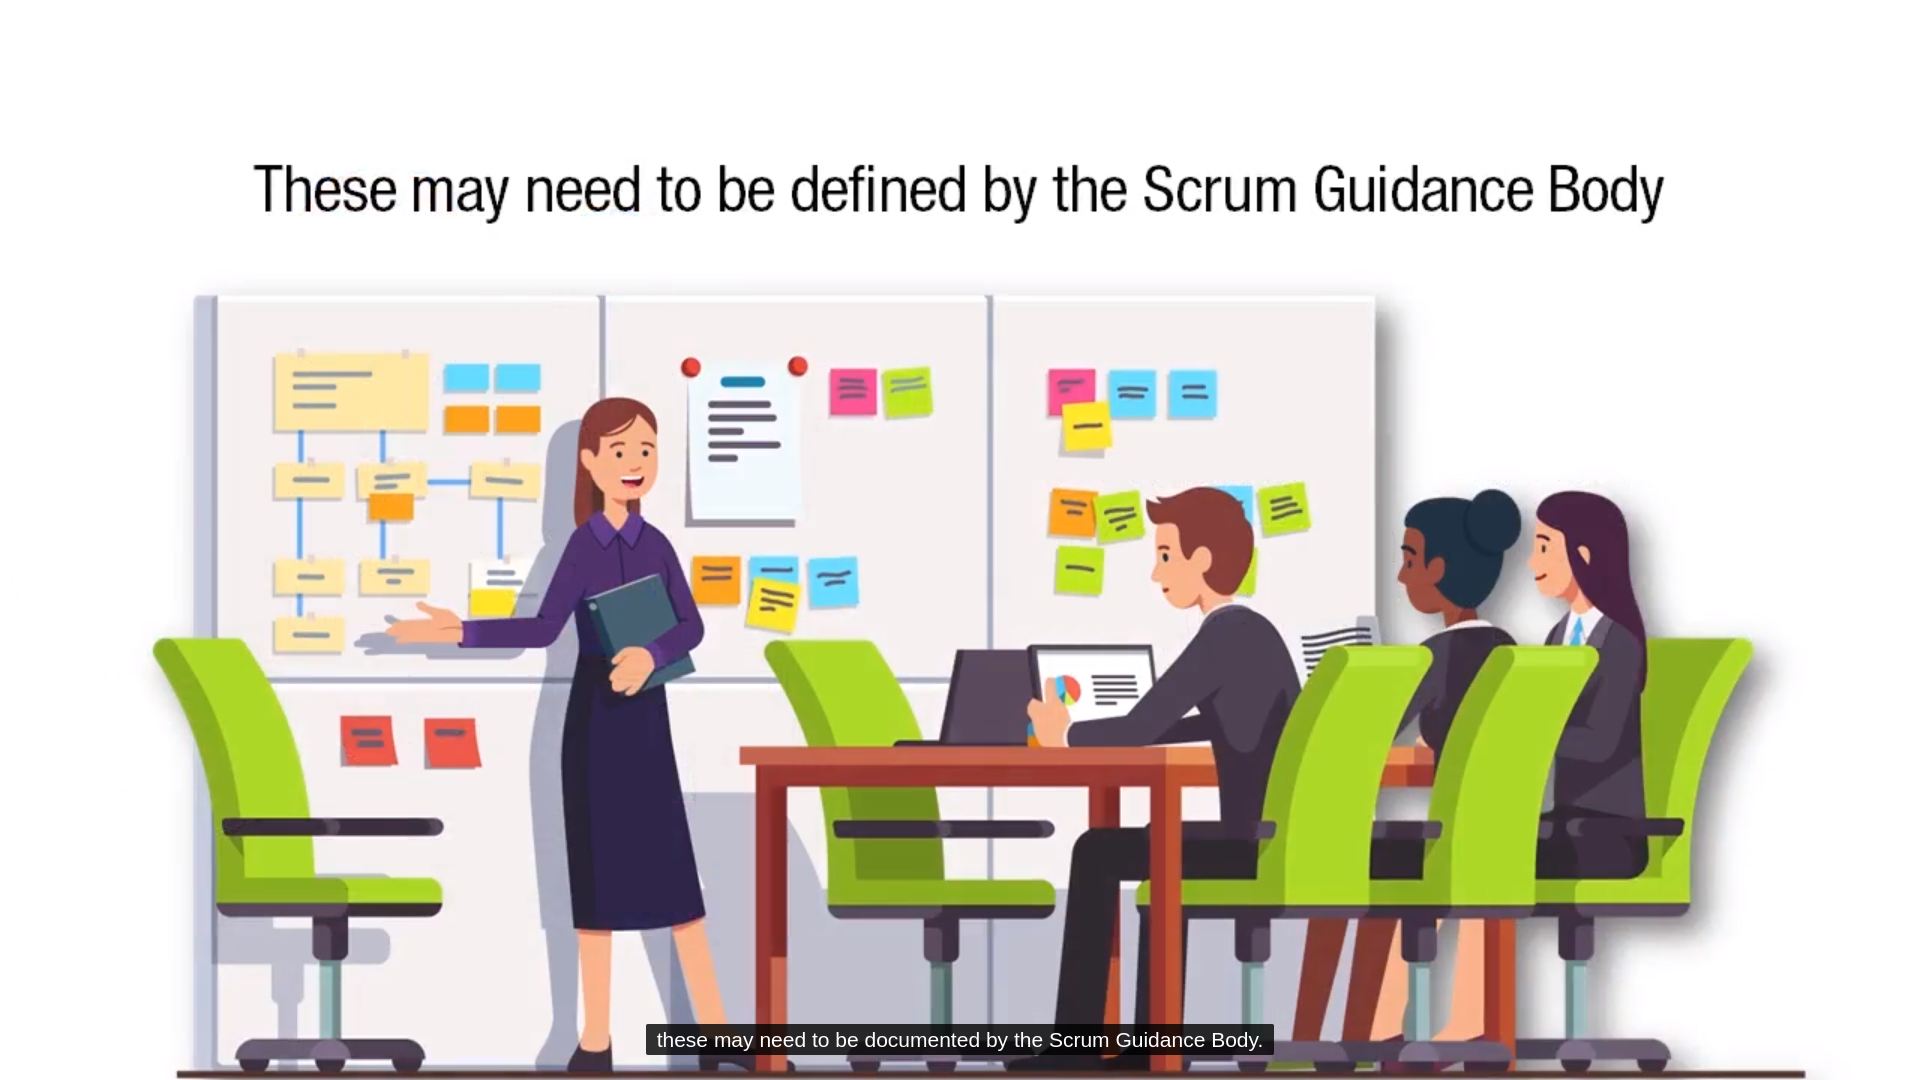 These may need to be defined by the Scrum Guidance Body
these may need to be documented by the Scrum Guidance Body.